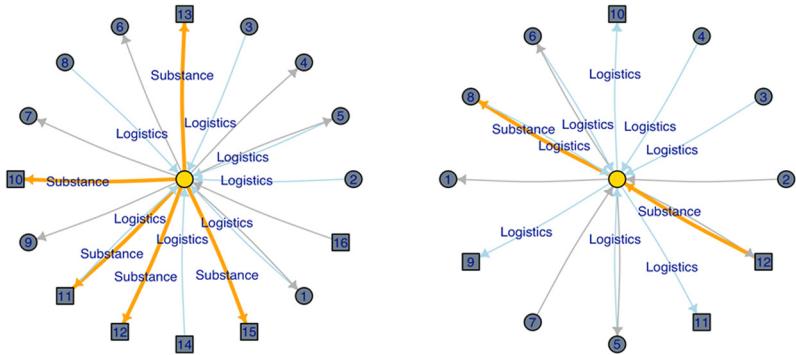 13
6
3
8
4
Substance
7
Logistics
Logistics
5
Logistics
10
Substance
Logistics
2
9
Logistics
Logistics
16
Substance
Logistics
11
Substance
Substance
1
12
14
15
10
6
4
8
Logistics
3
Substance
Logistics
Logistics
Logistics
Logistics
1
2
Substance
9
Logistics
Logistics
12
Logistics
7
5
11